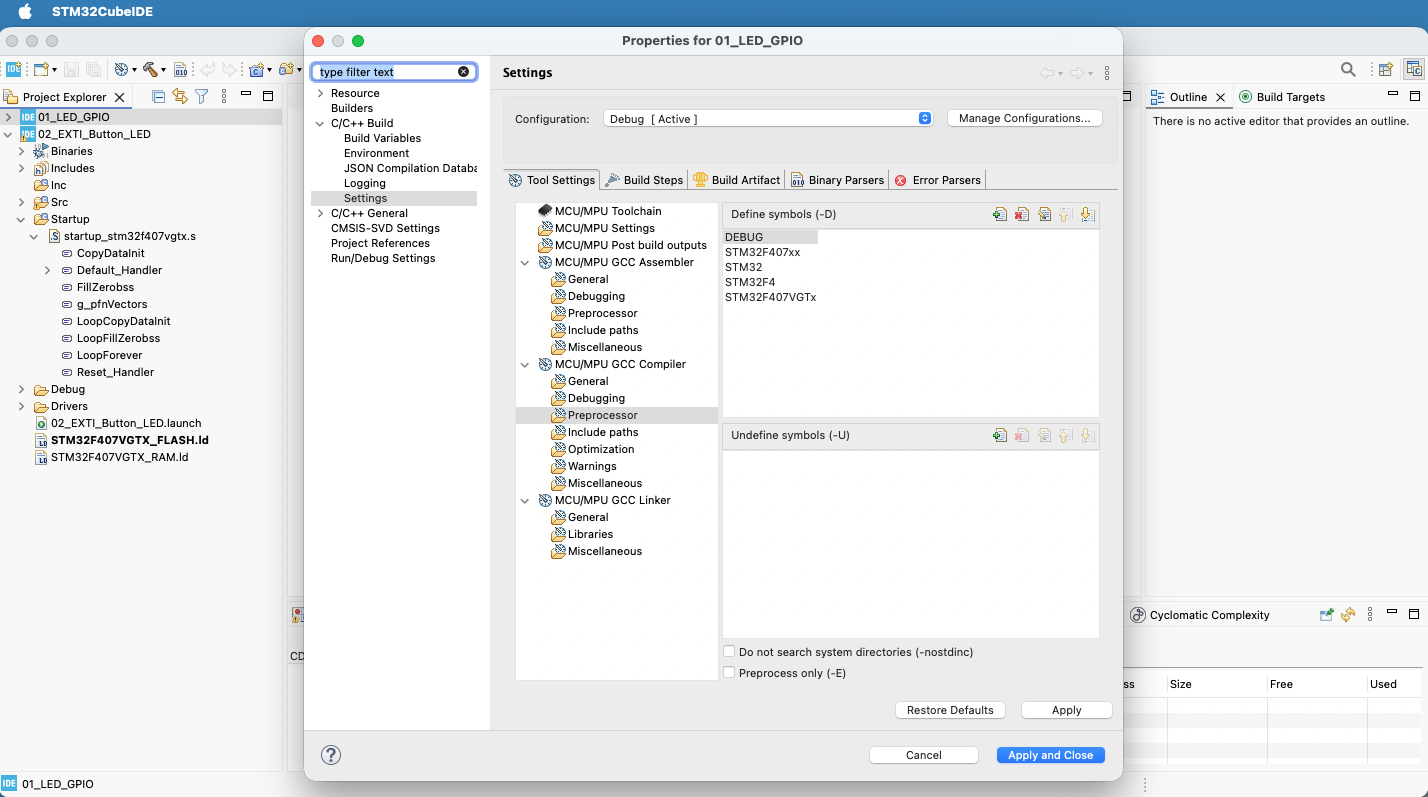 STM32CubeIDE
Properties for 01_LED_GPIO
Project Explorer
IDE 01_LED_GPIO
IDE 02_EXTI_Button_LED
Binaries
Includes
Inc
Src
Startup
startup_stm32f407vgtx.s
CopyDataInit
Default_Handler
FillZerobss
g_pfnVectors
LoopCopyDataInit
LoopFillZerobss
LoopForever
Reset_Handler
Debug
Drivers
02_EXTI_Button_LED.launch
STM32F407VGTX_FLASH.ld
STM32F407VGTX_RAM.ld
type filter text
Resource
Builders
C/C++ Build
Build Variables
Environment
JSON Compilation Databa
Logging
Settings
C/C++ General
CMSIS-SVD Settings
Project References
Run/Debug Settings
Settings
Configuration: Debug [ Active ] Manage Configurations...
Tool Settings Build Steps Build Artifact Binary Parsers Error Parsers
MCU/MPU Toolchain
MCU/MPU Settings
MCU/MPU Post build outputs
MCU/MPU GCC Assembler
General
Debugging
Preprocessor
Include paths
Miscellaneous
MCU/MPU GCC Compiler
General
Debugging
Preprocessor
Include paths
Optimization
Warnings
Miscellaneous
MCU/MPU GCC Linker
General
Libraries
Miscellaneous
Define symbols (-D)
DEBUG
STM32F407xx
STM32
STM32F4
STM32F407VGTx
Undefine symbols (-U)
Do not search system directories (-nostdinc)
Preprocess only (-E)
Restore Defaults Apply
Cancel Apply and Close
Outline Build Targets
There is no active editor that provides an outline.
CD
Cyclomatic Complexity
ss Size Free Used
IDE 01_LED_GPIO